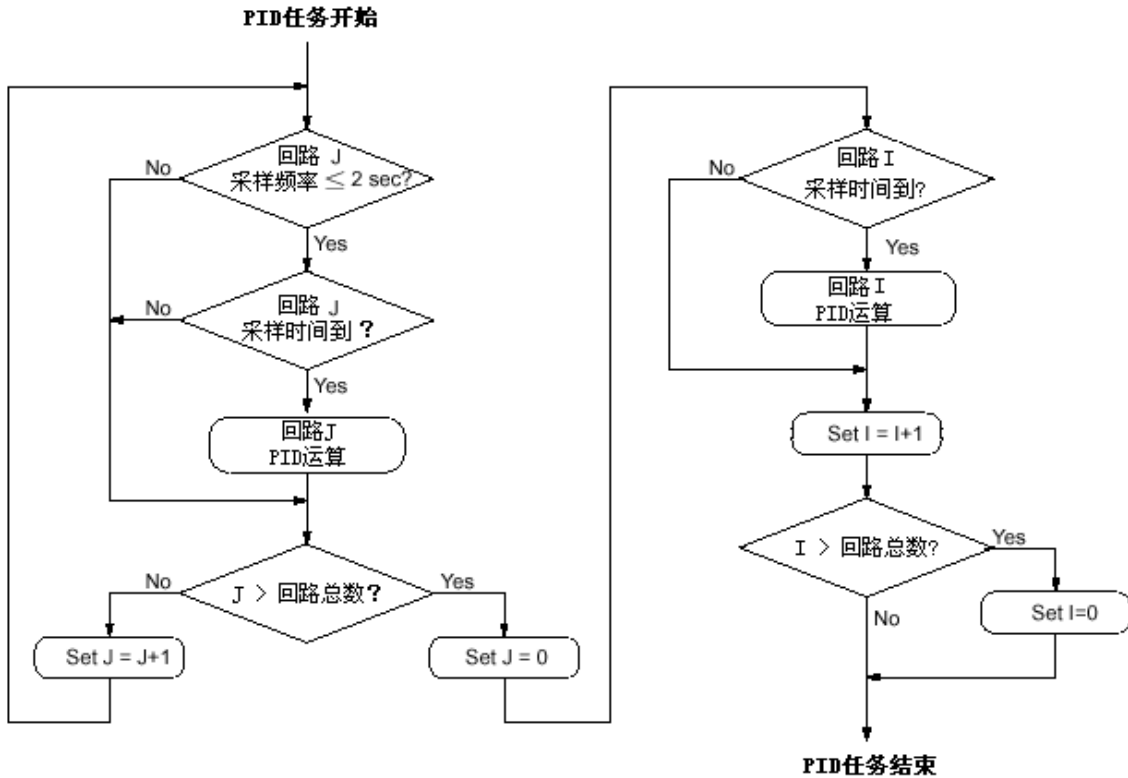 PID任务开始
回路 J
采样频率 ≤ 2 sec?
No
Yes
回路 J
采样时间到？
No
Yes
回路J
PID运算
J > 回路总数？
No
Yes
Set J = J+1
Set J = 0
回路 I
采样时间到?
No
Yes
回路 I
PID运算
Set I = I+1
I > 回路总数?
Yes
No
Set I=0
PID任务结束